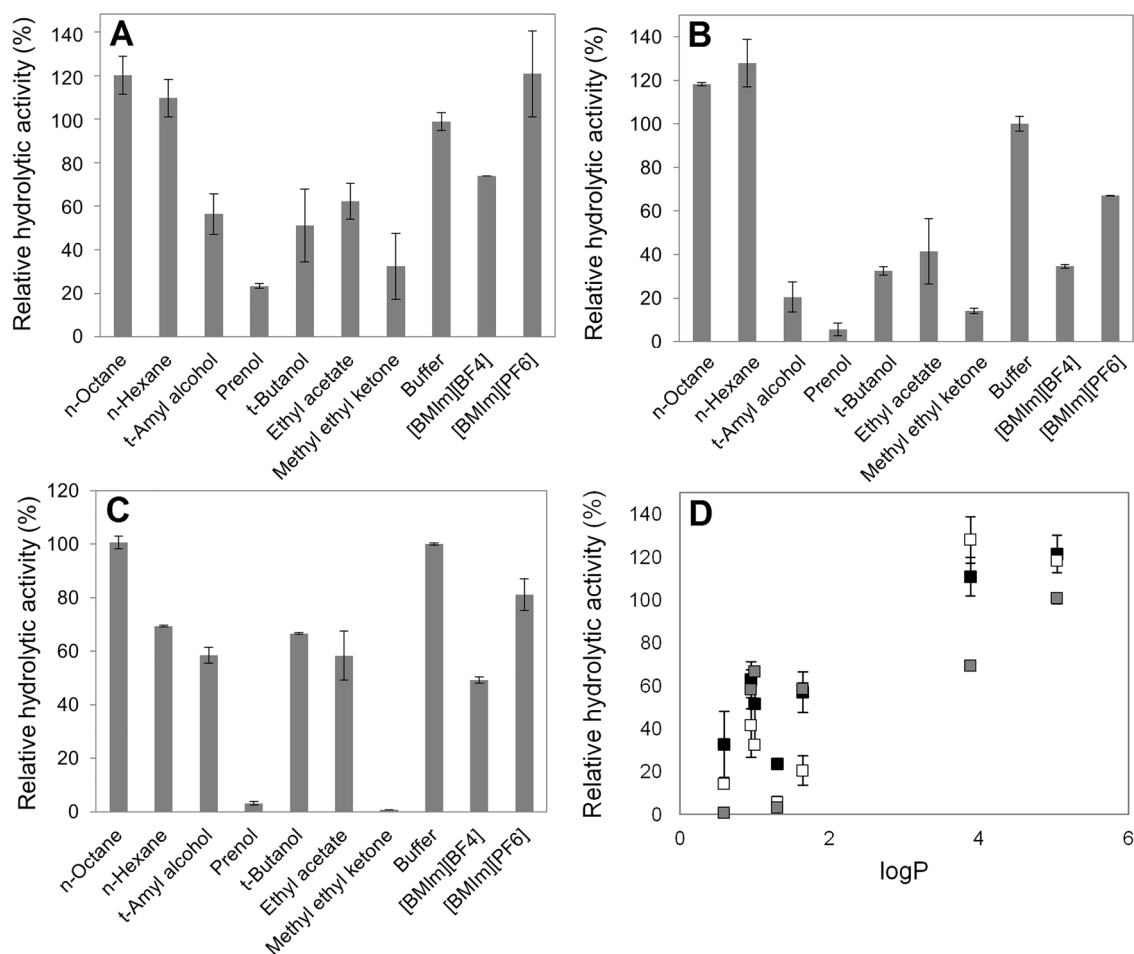 A
Relative hydrolytic activity (%)
140
120
100
80
60
40
20
0
n-Octane
n-Hexane
t-Amyl alcohol
Prenol
t-Butanol
Ethyl acetate
Methyl ethyl ketone
Buffer
[BMIm][BF4]
[BMIm][PF6]
B
Relative hydrolytic activity (%)
140
120
100
80
60
40
20
0
n-Octane
n-Hexane
t-Amyl alcohol
Prenol
t-Butanol
Ethyl acetate
Methyl ethyl ketone
Buffer
[BMIm][BF4]
[BMIm][PF6]
C
Relative hydrolytic activity (%)
120
100
80
60
40
20
0
n-Octane
n-Hexane
t-Amyl alcohol
Prenol
t-Butanol
Ethyl acetate
Methyl ethyl ketone
Buffer
[BMIm][BF4]
[BMIm][PF6]
D
Relative hydrolytic activity (%)
140
120
100
80
60
40
20
0
0 2 4 6
logP